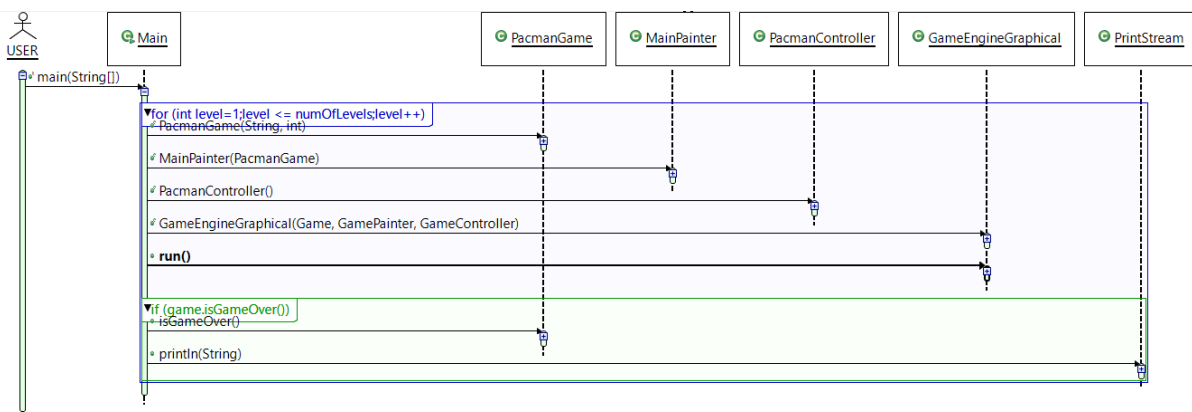 USER
Main
PacmanGame
MainPainter
PacmanController
GameEngineGraphical
PrintStream
main(String[])
for (int level=1;level <= numOfLevels;level++)
PacmanGame(String, int)
MainPainter(PacmanGame)
PacmanController()
GameEngineGraphical(Game, GamePainter, GameController)
run()
if (game.isGameOver())
isGameOver()
println(String)